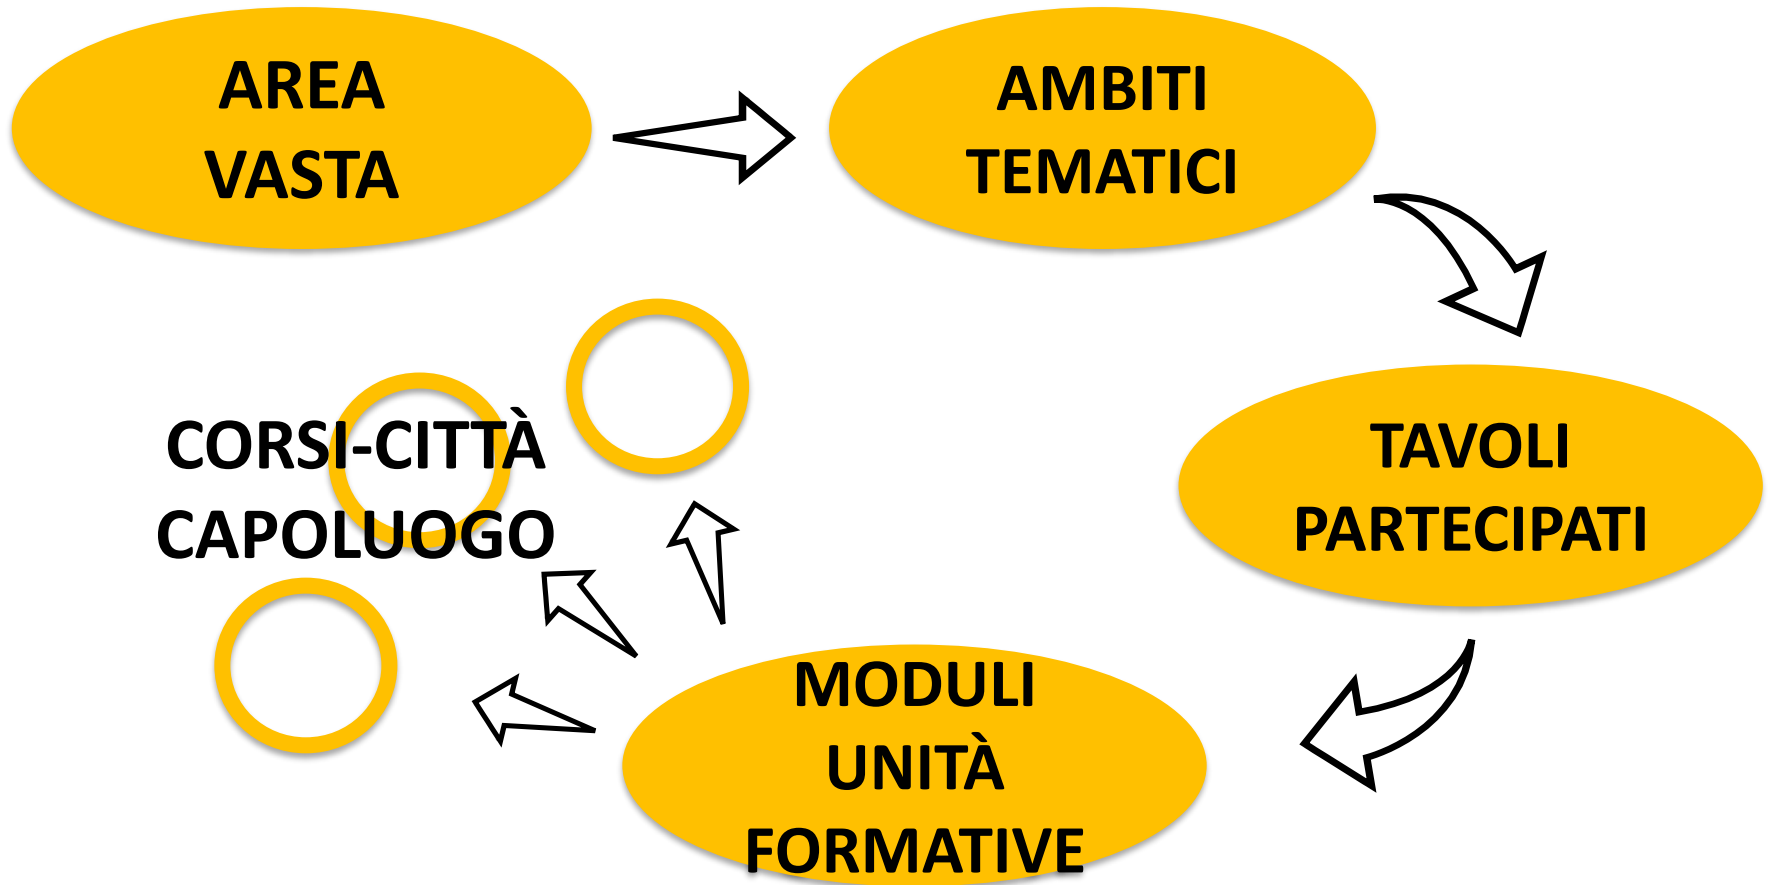 AREA
VASTA
AMBITI
TEMATICI
TAVOLI
PARTECIPATI
MODULI
UNITÀ
FORMATIVE
CORSI-CITTÀ
CAPOLUOGO